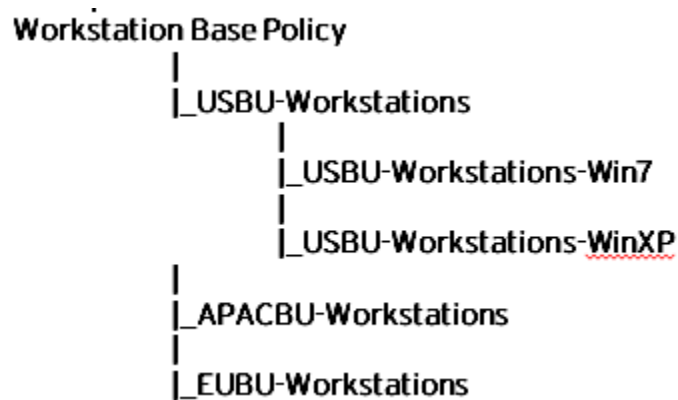 Workstation Base Policy
|
|_USBU-Workstations
|
|_USBU-Workstations-Win7
|
|_USBU-Workstations-WinXP
|
|_APACBU-Workstations
|
|_EUBU-Workstations